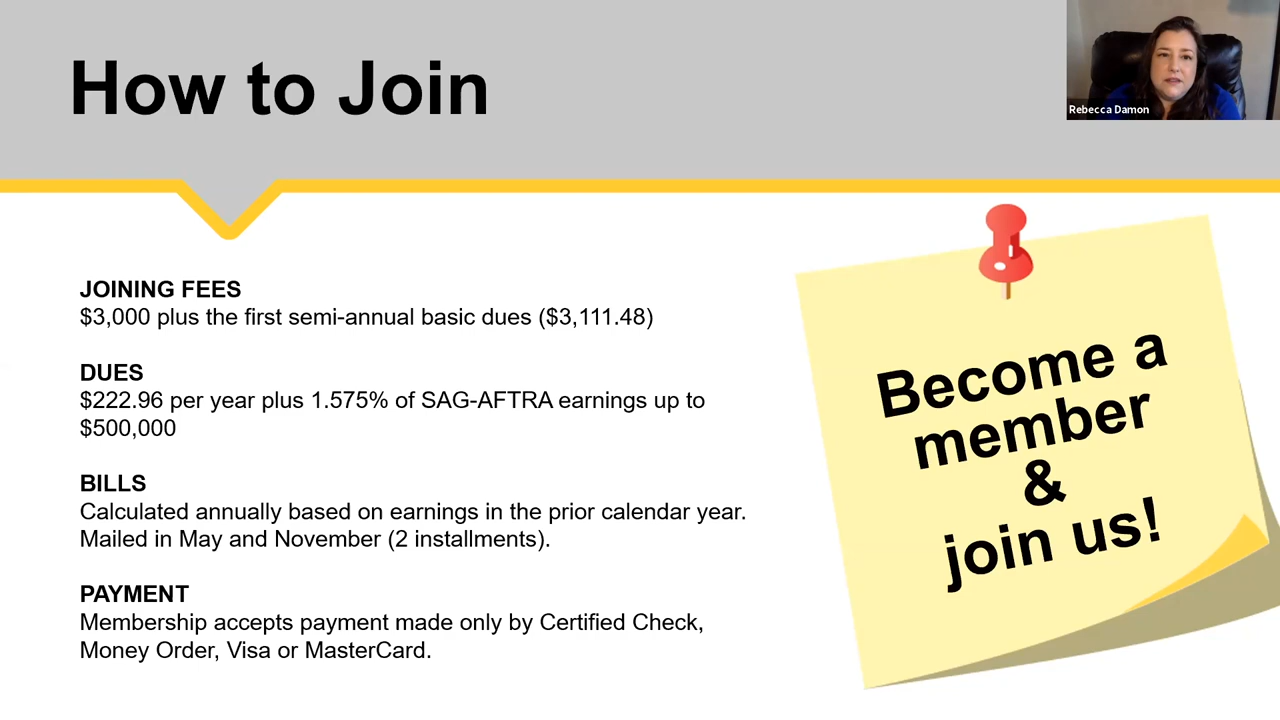 How to Join
Rebecca Damon
JOINING FEES
$3,000 plus the first semi-annual basic dues ($3,111.48)
DUES
$222.96 per year plus 1.575% of SAG-AFTRA earnings up to
$500,000
BILLS
Calculated annually based on earnings in the prior calendar year.
Mailed in May and November (2 installments).
PAYMENT
Membership accepts payment made only by Certified Check,
Money Order, Visa or MasterCard.
Become a
member
&
join us!